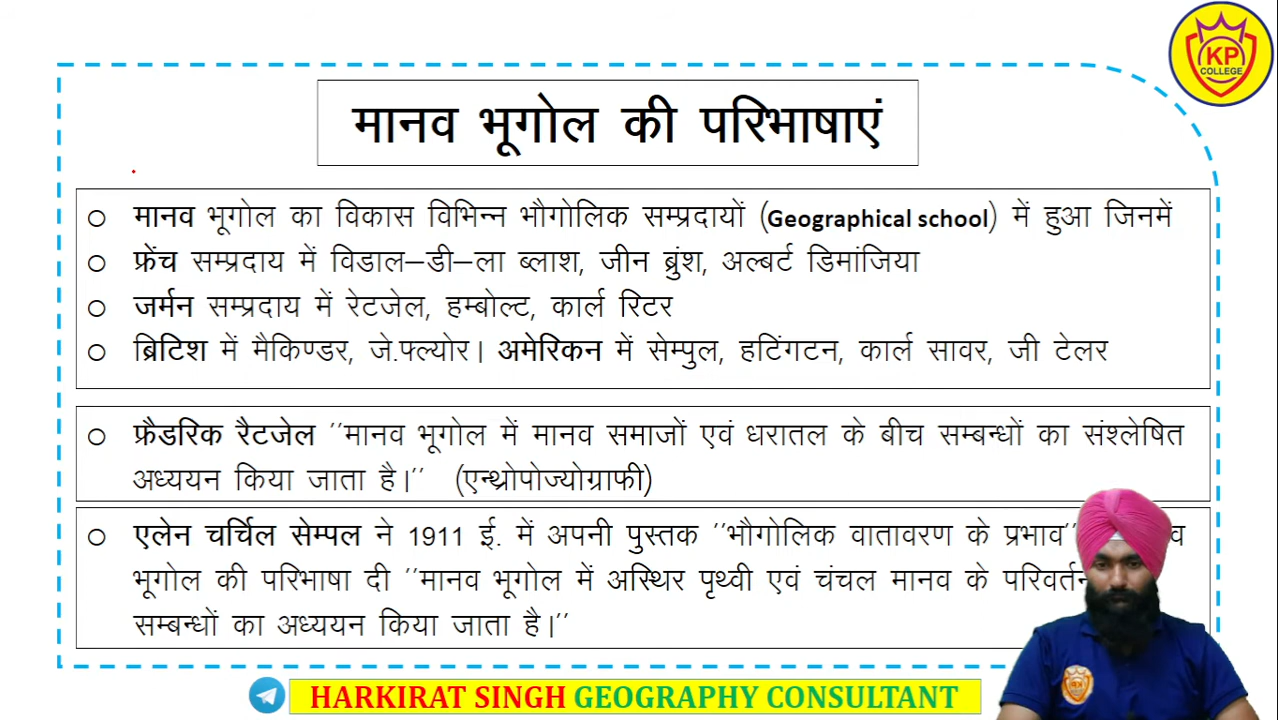 KP
COLLEGE
मानव भूगोल की परिभाषाएं
मानव भूगोल का विकास विभिन्न भौगोलिक सम्प्रदायों (Geographical school) में हुआ जिनमें
फ्रेंच सम्प्रदाय में विडाल–डी–ला ब्लाश, जीन ब्रुंश, अल्बर्ट डिमांजिया
जर्मन सम्प्रदाय में रेटजेल, हम्बोल्ट, कार्ल रिटर
ब्रिटिश में मैकिण्डर, जे.फ्ल्योर। अमेरिकन में सेम्पुल, हटिंगटन, कार्ल सावर, जी टेलर
फ्रैडरिक रैटजेल ''मानव भूगोल में मानव समाजों एवं धरातल के बीच सम्बन्धों का संश्लेषित
अध्ययन किया जाता है।'' (एन्थ्रोपोज्योग्राफी)
एलेन चर्चिल सेम्पल ने 1911 ई. में अपनी पुस्तक ''भौगोलिक वातावरण के प्रभाव''
भूगोल की परिभाषा दी ''मानव भूगोल में अस्थिर पृथ्वी एवं चंचल मानव के
सम्बन्धों का अध्ययन किया जाता है।''
HARKIRAT SINGH GEOGRAPHY CONSULTANT